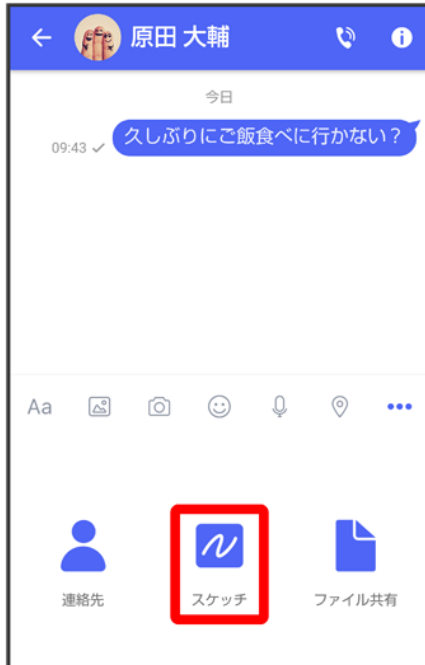 原田 大輔
今日
久しぶりにご飯食べに行かない？
09:43
Aa
連絡先
スケッチ
ファイル共有